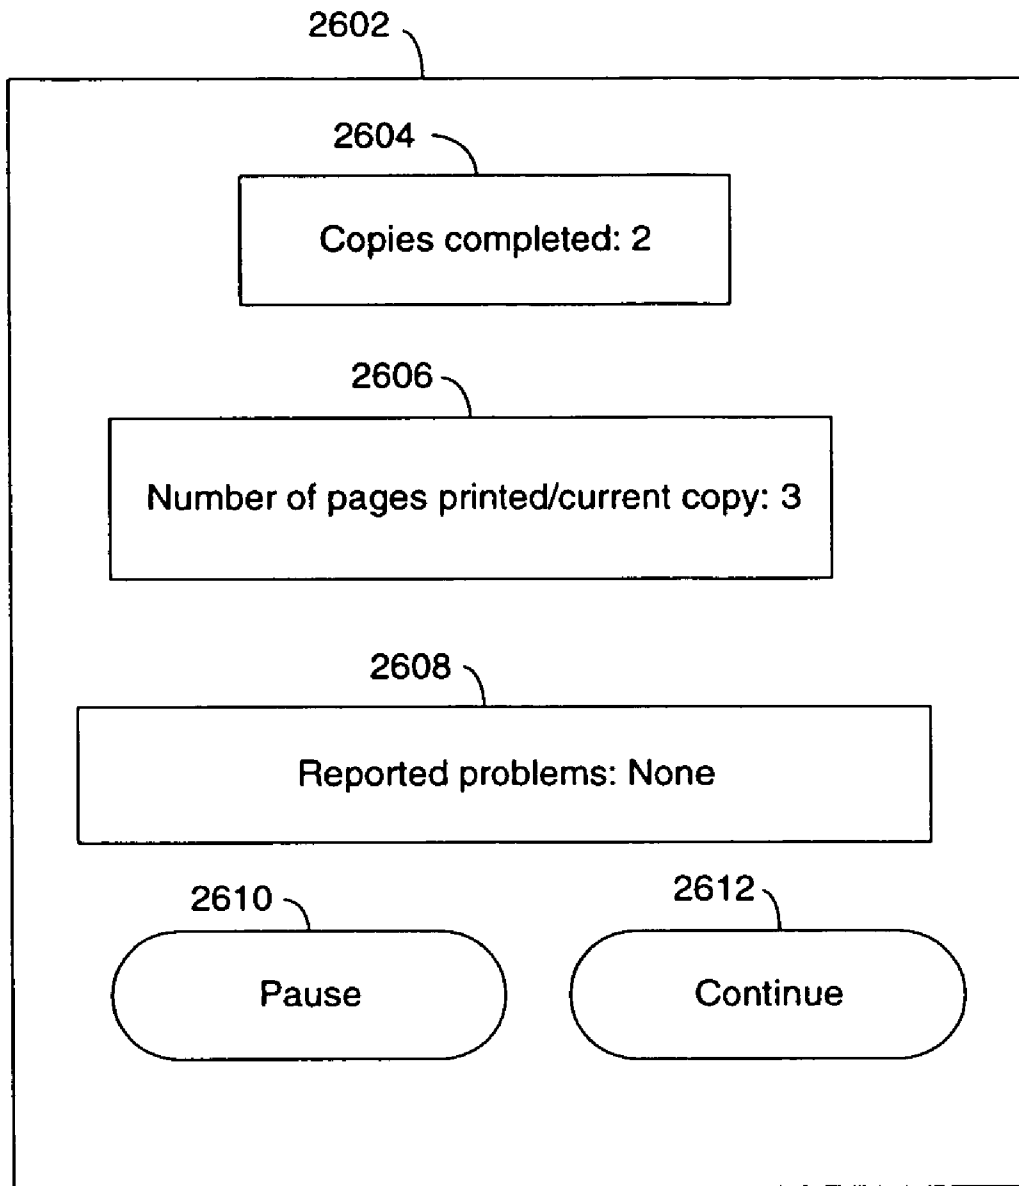 2602
2604
Copies completed: 2
2606
Number of pages printed/current copy: 3
2608
Reported problems: None
2610
2612
Pause
Continue